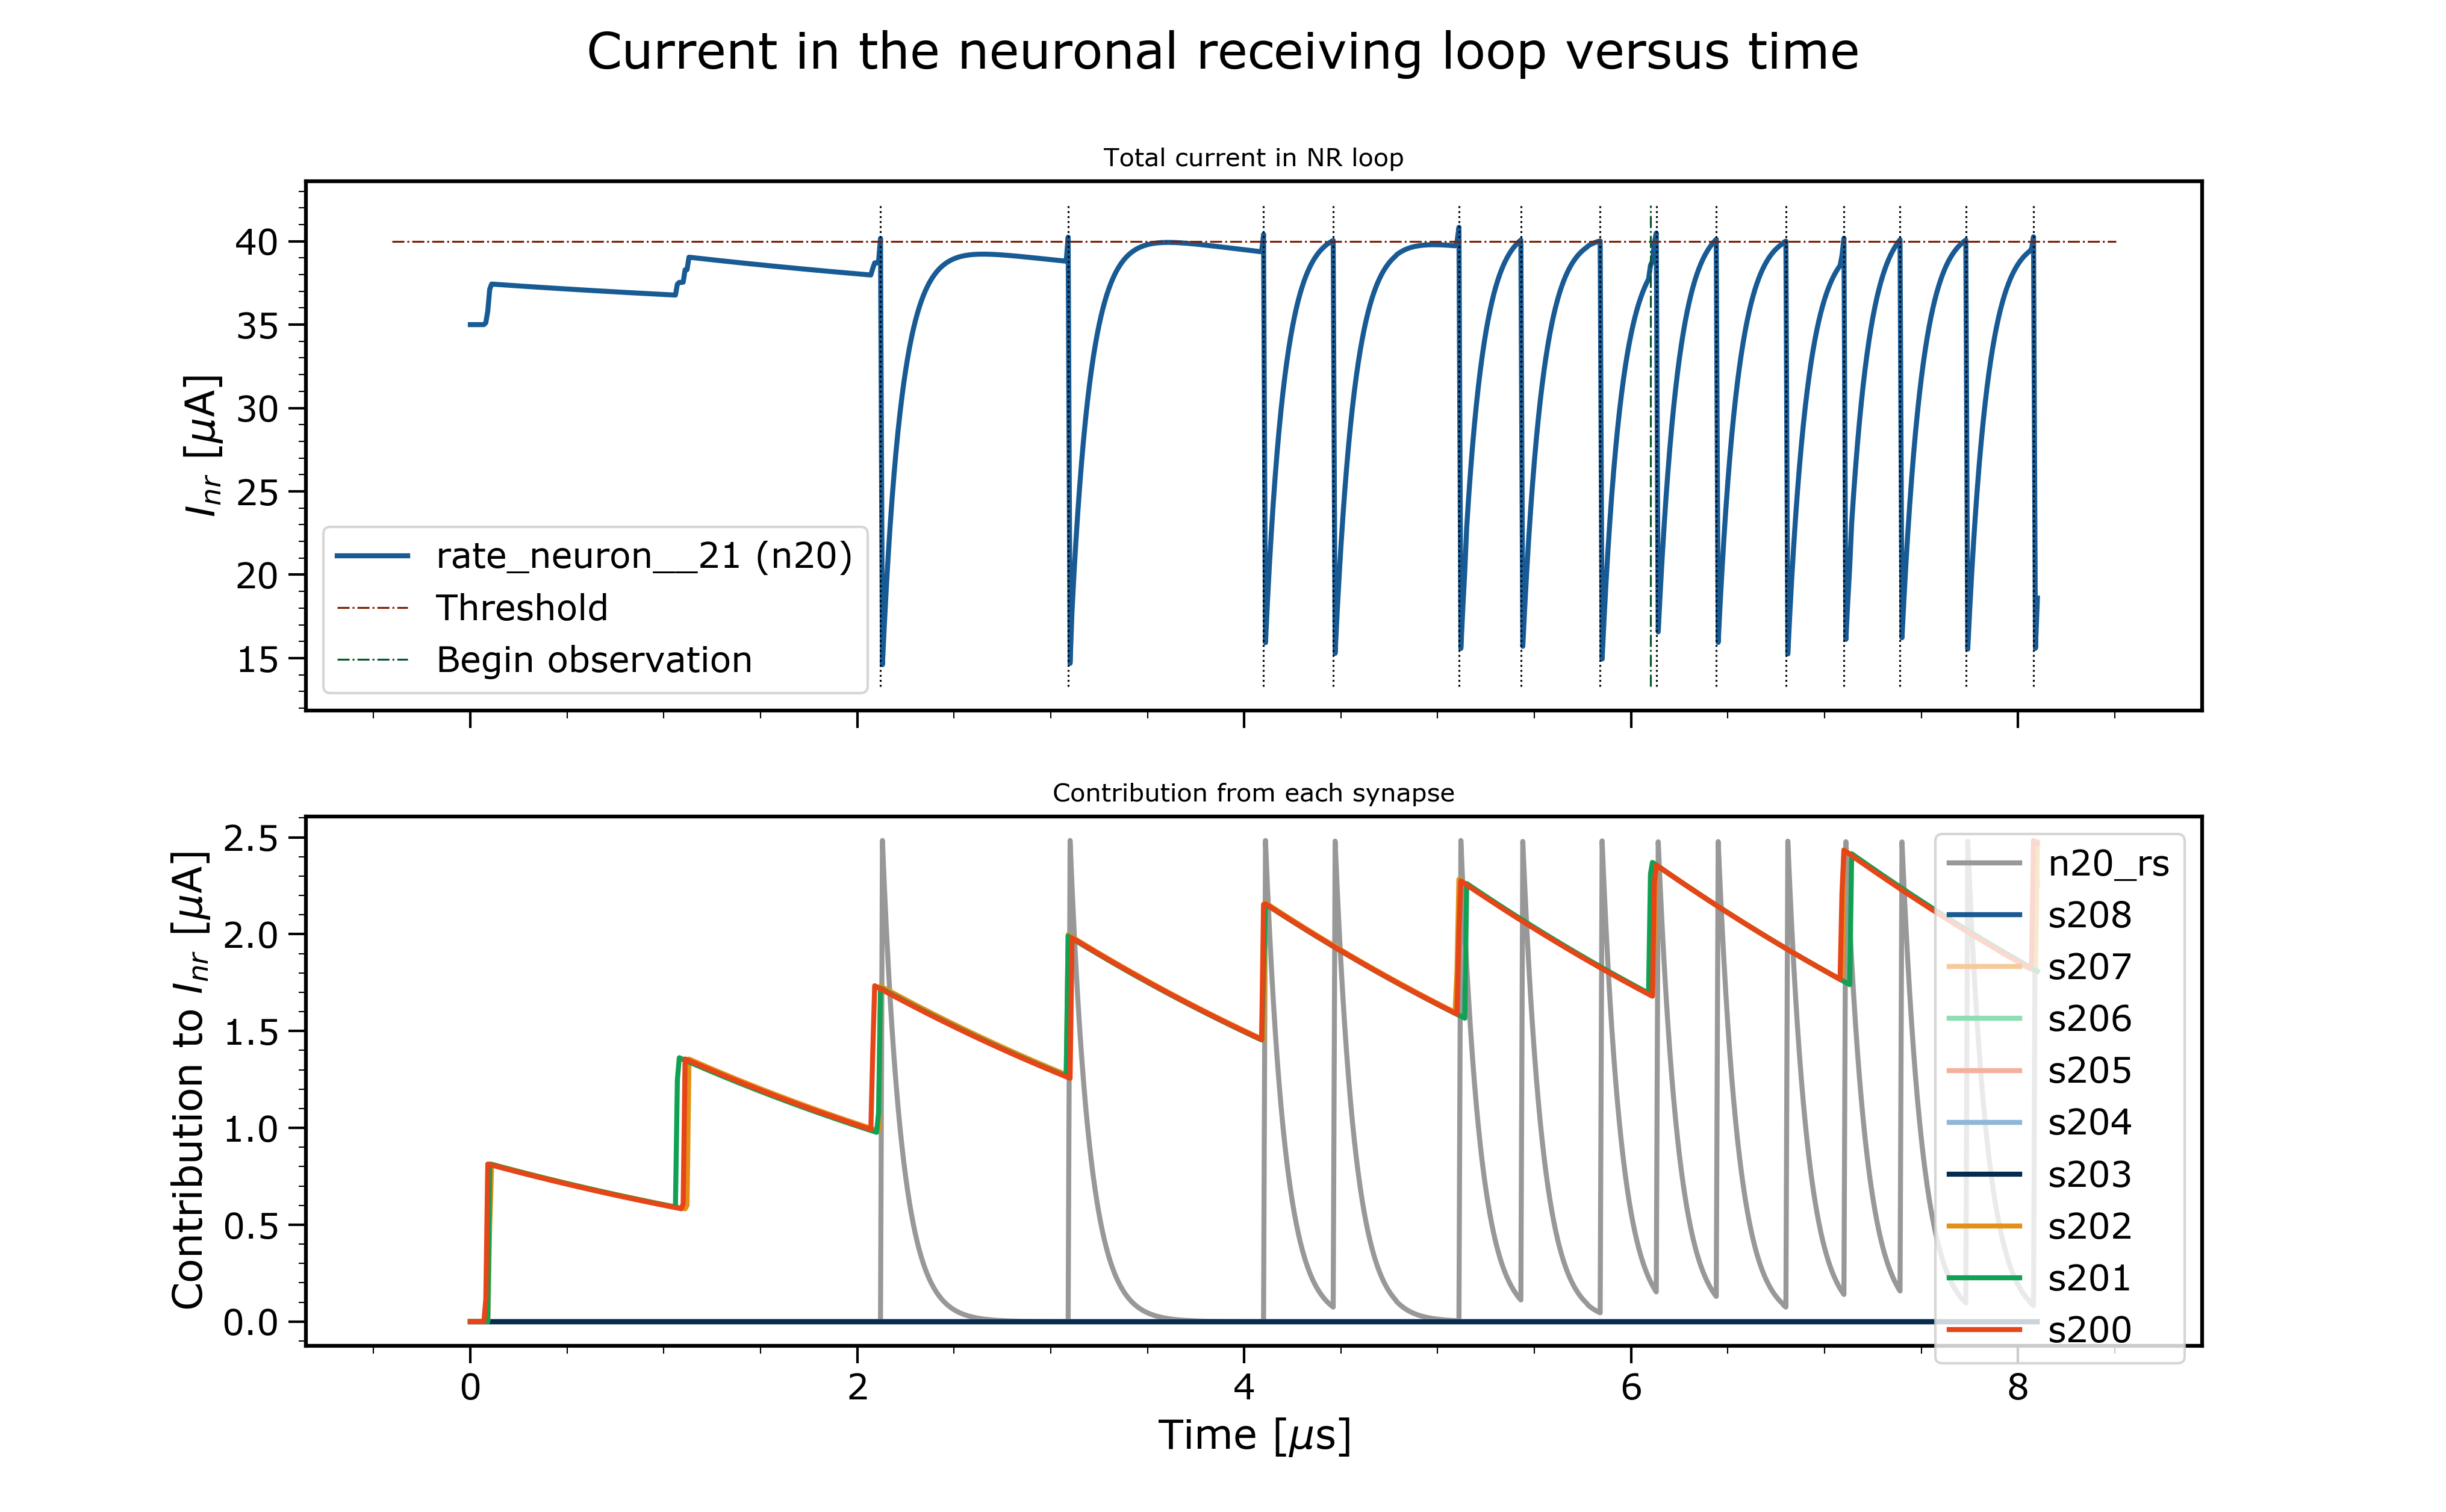 Current in the neuronal receiving loop versus time
Total current in NR loop
40
35
30
25
20
15
I_nr [μA]
rate_neuron__21 (n20)
Threshold
Begin observation
Contribution from each synapse
2.5
2.0
1.5
1.0
0.5
0.0
Contribution to I_nr [μA]
n20_rs
s208
s207
s206
s205
s204
s203
s202
s201
s200
0 2 4 6 8
Time [μs]